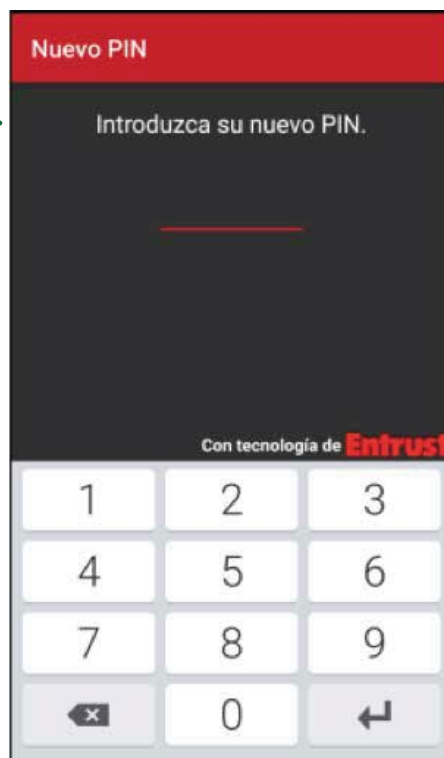 Nuevo PIN
Introduzca su nuevo PIN.
Con tecnología de Entrust
1 2 3
4 5 6
7 8 9
0